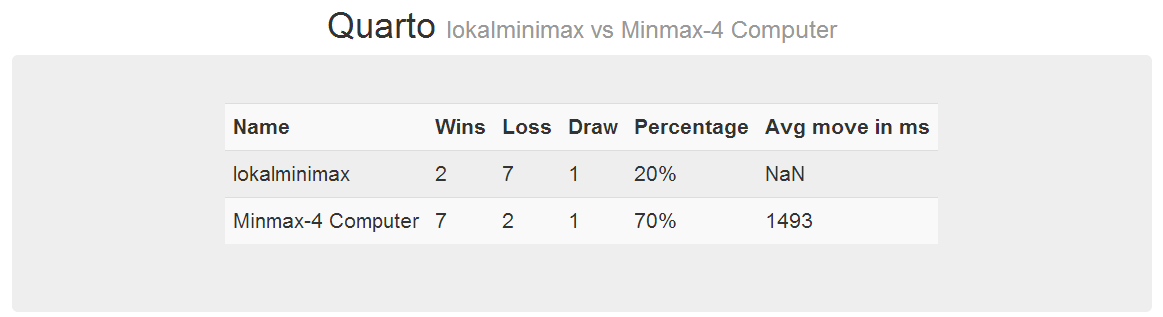 Quarto lokalminimax vs Minmax-4 Computer
Name Wins Loss Draw Percentage Avg move in ms
lokalminimax 2 7 1 20% NaN
Minmax-4 Computer 7 2 1 70% 1493